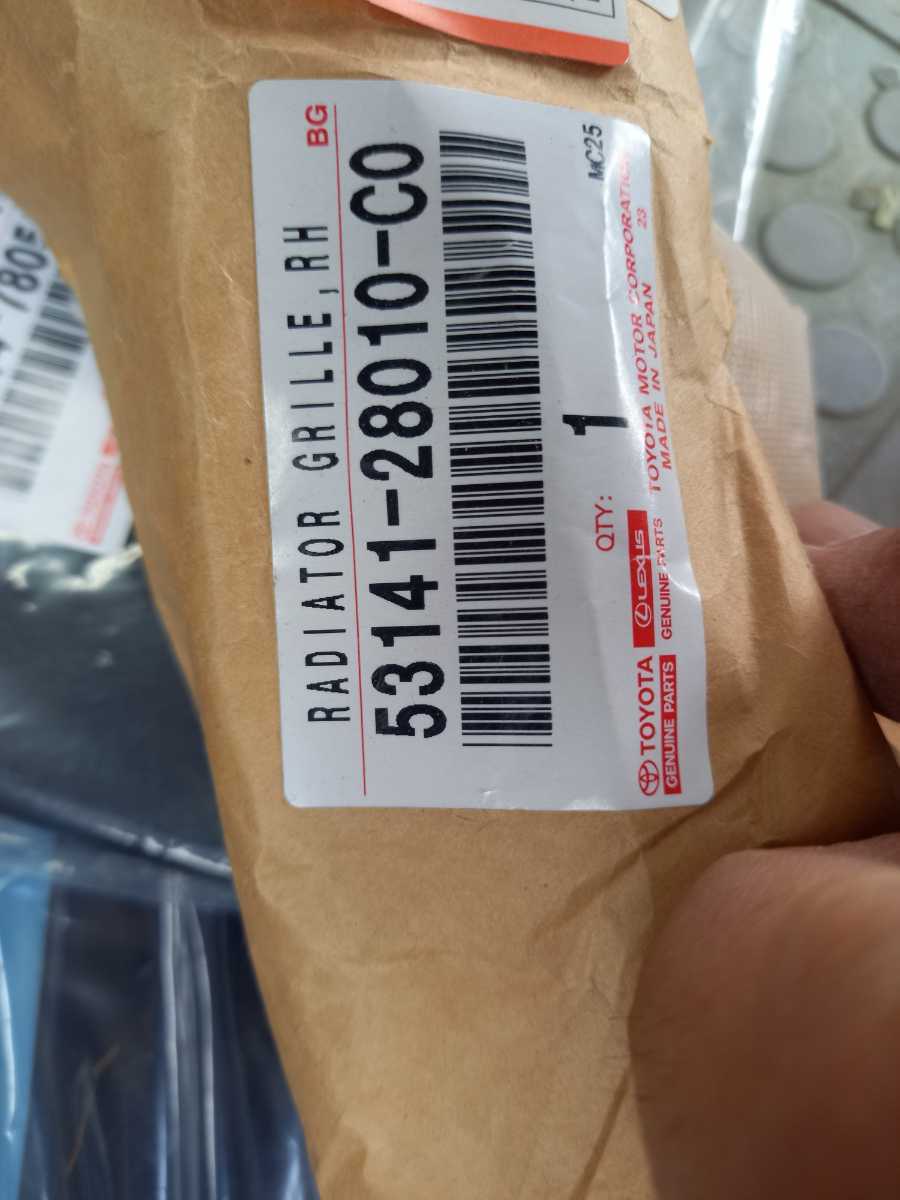 RADIATOR GRILLE,RH BG
53141-28010-C0
QTY: 1 MC25
TOYOTA LEXUS TOYOTA MOTOR CORPORATION 23
GENUINE PARTS GENUINE PARTS MADE IN JAPAN